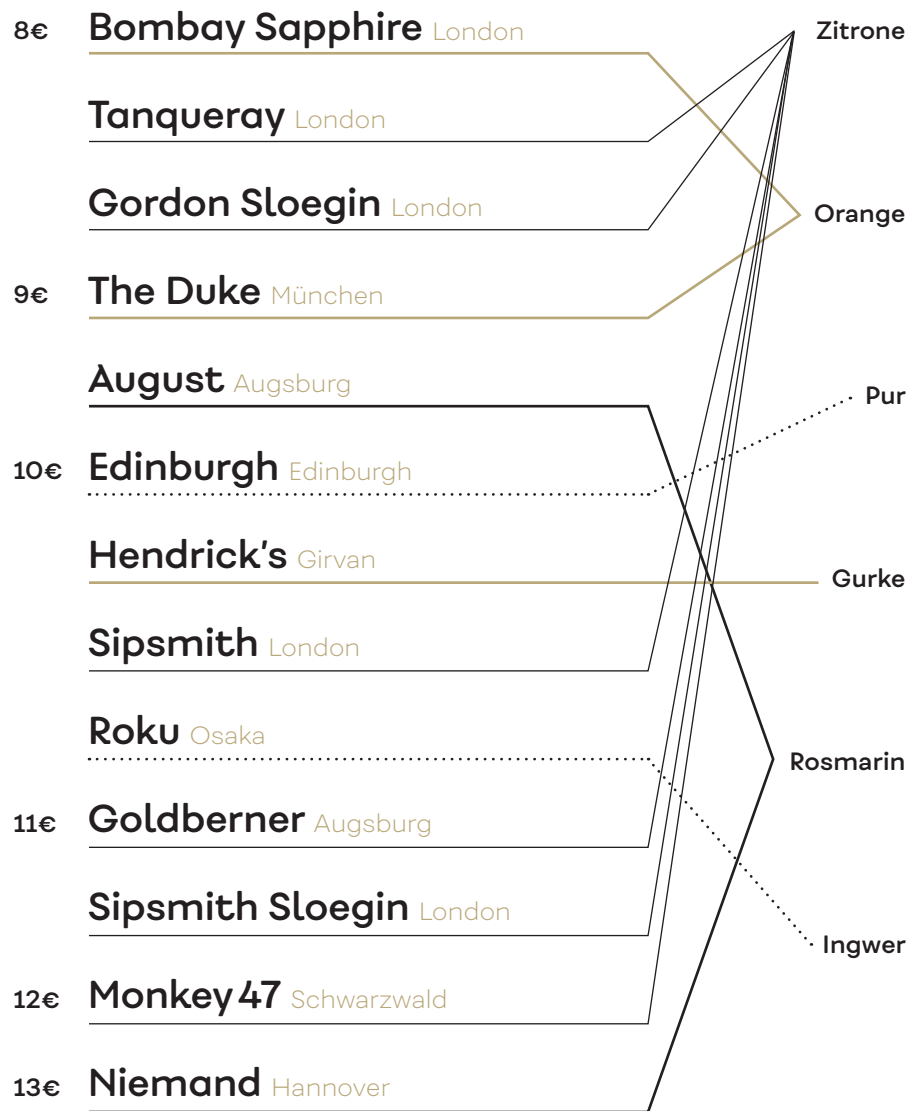 8€ Bombay Sapphire London Zitrone
Tanqueray London
Gordon Sloegin London Orange
9€ The Duke München
August Augsburg Pur
10€ Edinburgh Edinburgh
Hendrick's Girvan Gurke
Sipsmith London
Roku Osaka Rosmarin
11€ Goldberner Augsburg
Sipsmith Sloegin London Ingwer
12€ Monkey 47 Schwarzwald
13€ Niemand Hannover